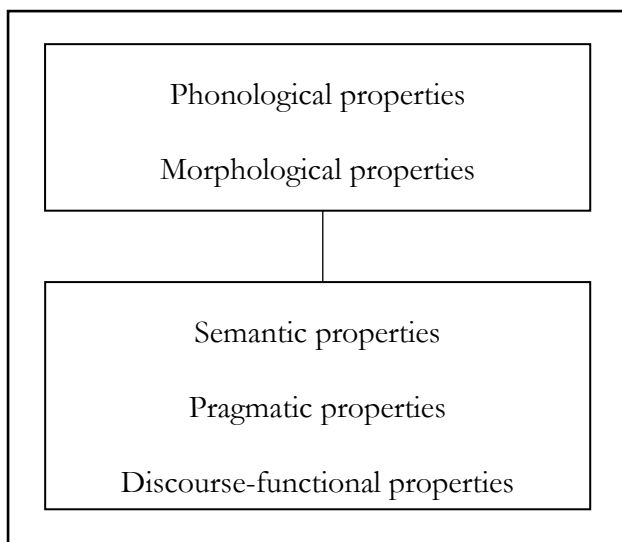 Phonological properties
Morphological properties
Semantic properties
Pragmatic properties
Discourse-functional properties